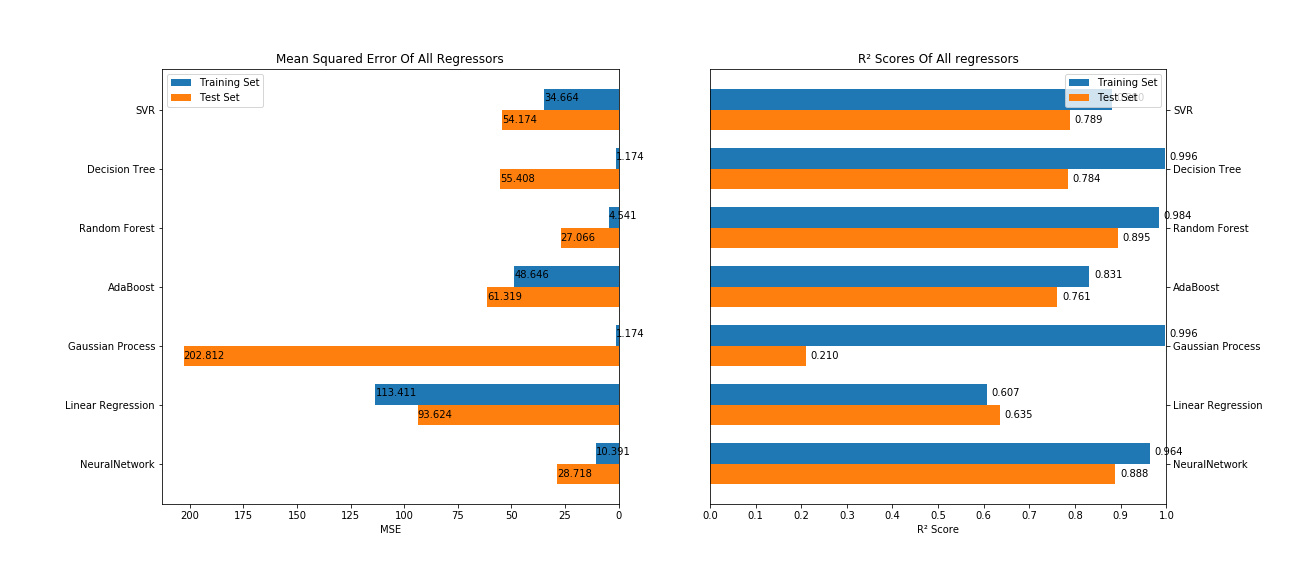 Mean Squared Error Of All Regressors
Training Set
Test Set
SVR
34.664
54.174
Decision Tree
1.174
55.408
Random Forest
4.541
27.066
AdaBoost
48.646
61.319
Gaussian Process
1.174
202.812
Linear Regression
113.411
93.624
NeuralNetwork
10.391
28.718
200 175 150 125 100 75 50 25 0
MSE
R² Scores Of All regressors
Training Set
Test Set
0.789
SVR
0.996
0.784
Decision Tree
0.984
0.895
Random Forest
0.831
0.761
AdaBoost
0.996
0.210
Gaussian Process
0.607
0.635
Linear Regression
0.964
0.888
NeuralNetwork
0.0 0.1 0.2 0.3 0.4 0.5 0.6 0.7 0.8 0.9 1.0
R² Score